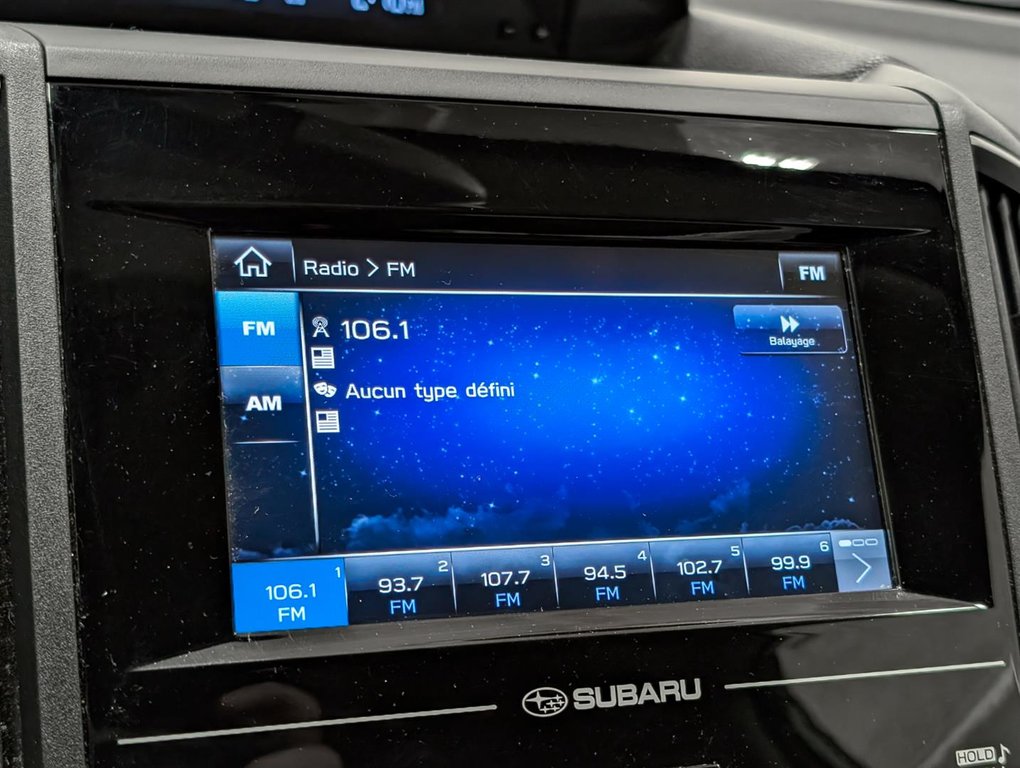 Radio > FM
FM
FM
106.1
Balayage
AM
Aucun type défini
1
106.1
FM
2
93.7
FM
3
107.7
FM
4
94.5
FM
5
102.7
FM
6
99.9
FM
SUBARU
HOLD